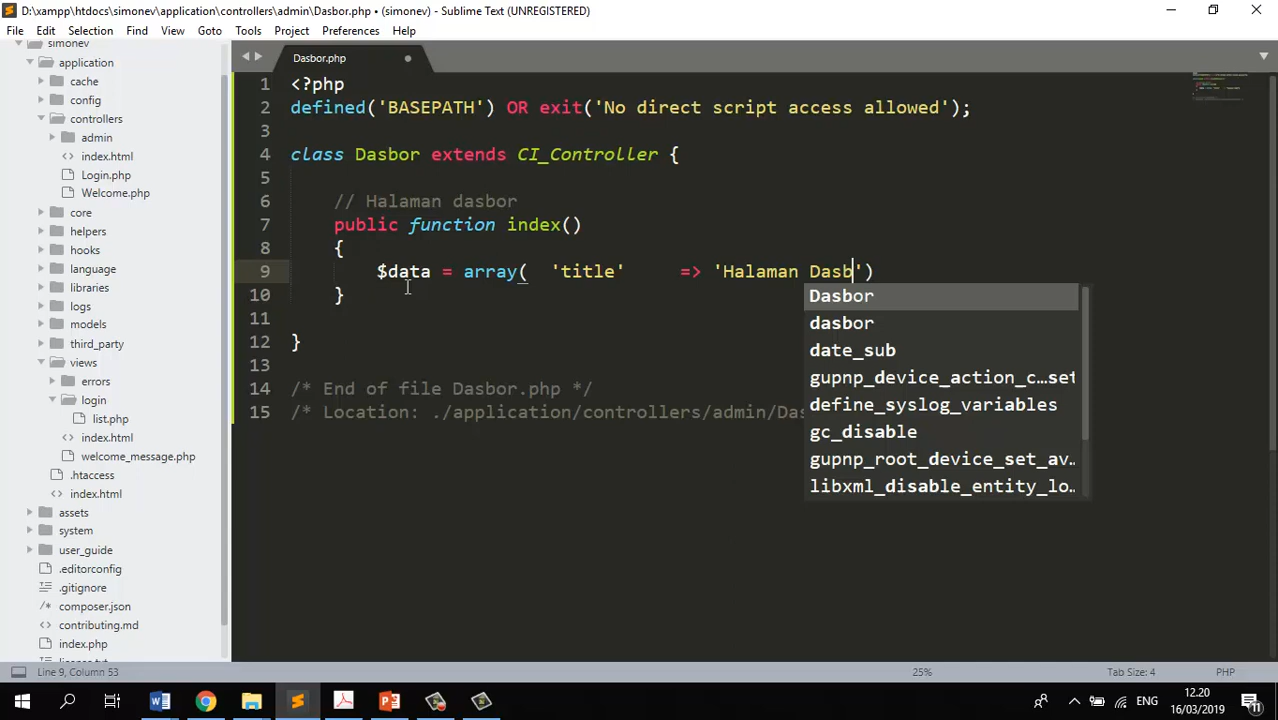 D:\xampp\htdocs\simonev\application\controllers\admin\Dasbor.php • (simonev) - Sublime Text (UNREGISTERED)
File Edit Selection Find View Goto Tools Project Preferences Help
simonev
application
cache
config
controllers
admin
index.html
Login.php
Welcome.php
core
helpers
hooks
language
libraries
logs
models
third_party
views
errors
login
list.php
index.html
welcome_message.php
.htaccess
index.html
assets
system
user_guide
.editorconfig
.gitignore
composer.json
contributing.md
index.php
license.txt
Dasbor.php
1 <?php
2 defined('BASEPATH') OR exit('No direct script access allowed');
3
4 class Dasbor extends CI_Controller {
5
6 // Halaman dasbor
7 public function index()
8 {
9 $data = array( 'title' => 'Halaman Dasb')
10 }
11
12 }
13
14 /* End of file Dasbor.php */
15 /* Location: ./application/controllers/admin/Das
Dasbor
dasbor
date_sub
gupnp_device_action_c…set
define_syslog_variables
gc_disable
gupnp_root_device_set_av…
libxml_disable_entity_lo…
Line 9, Column 53 25% Tab Size: 4 PHP
ENG
12.20
16/03/2019
11